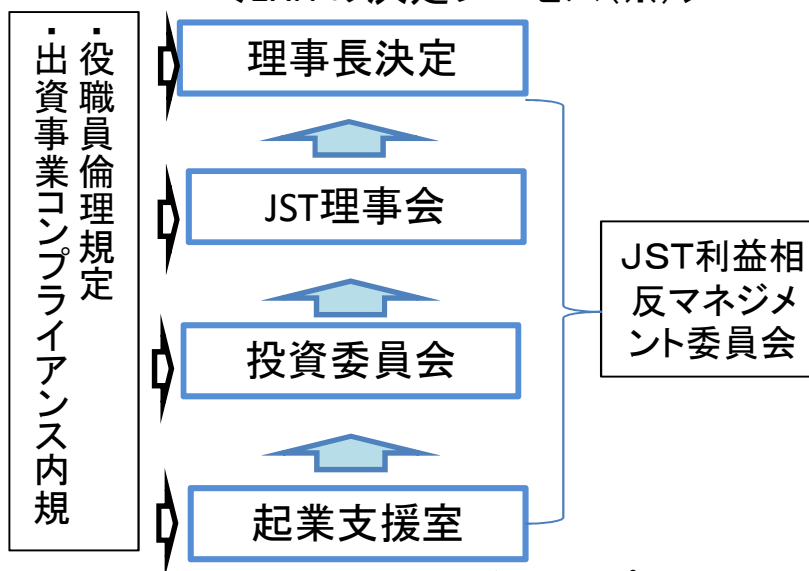 理事長決定
JST理事会
投資委員会
起業支援室
・役職員倫理規定
・出資事業コンプライアンス内規
JST利益相
反マネジメ
ント委員会